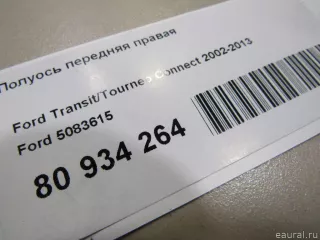 Полуось передняя правая
Ford Transit/Tourneo Connect 2002-2013
Ford 5083615
80 934 264
eaural.ru